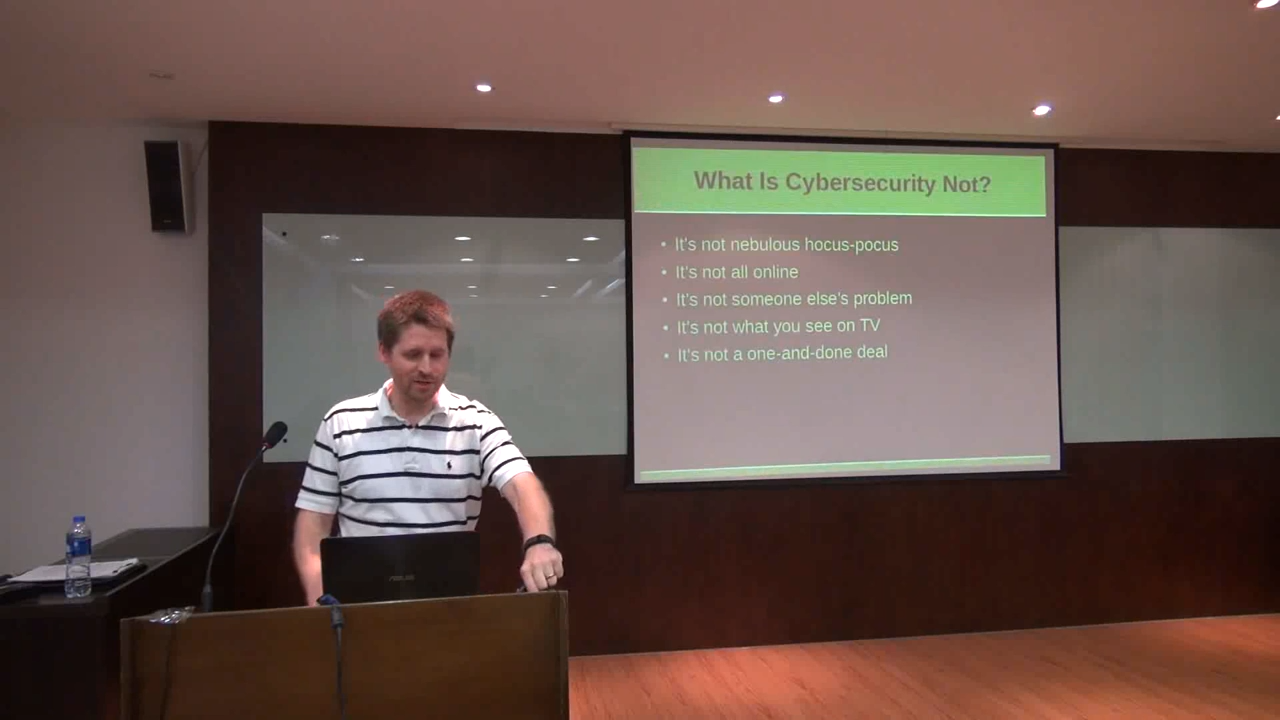 What Is Cybersecurity Not?
• It's not nebulous hocus-pocus
• It's not all online
• It's not someone else's problem
• It's not what you see on TV
• It's not a one-and-done deal
ASUS